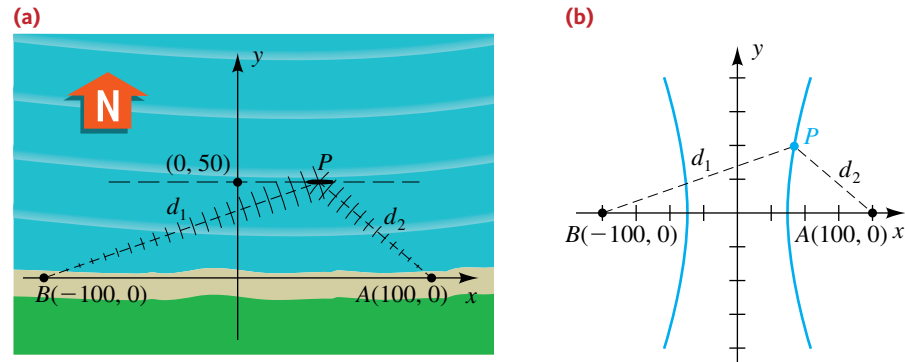 (a)
y
N
(0, 50)
P
d₁
d₂
B(−100, 0)
A(100, 0)
x
(b)
y
P
d₁
d₂
B(−100, 0)
A(100, 0)
x